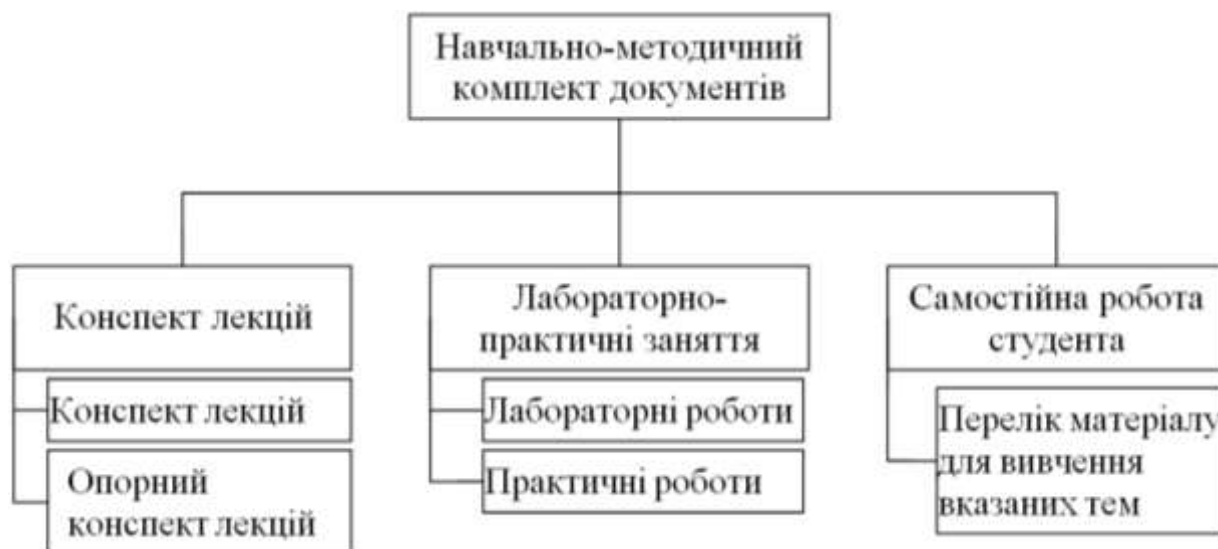 Навчально-методичний
комплект документів
Конспект лекцій
Конспект лекцій
Опорний
конспект лекцій
Лабораторно-
практичні заняття
Лабораторні роботи
Практичні роботи
Самостійна робота
студента
Перелік матеріалу
для вивчення
вказаних тем